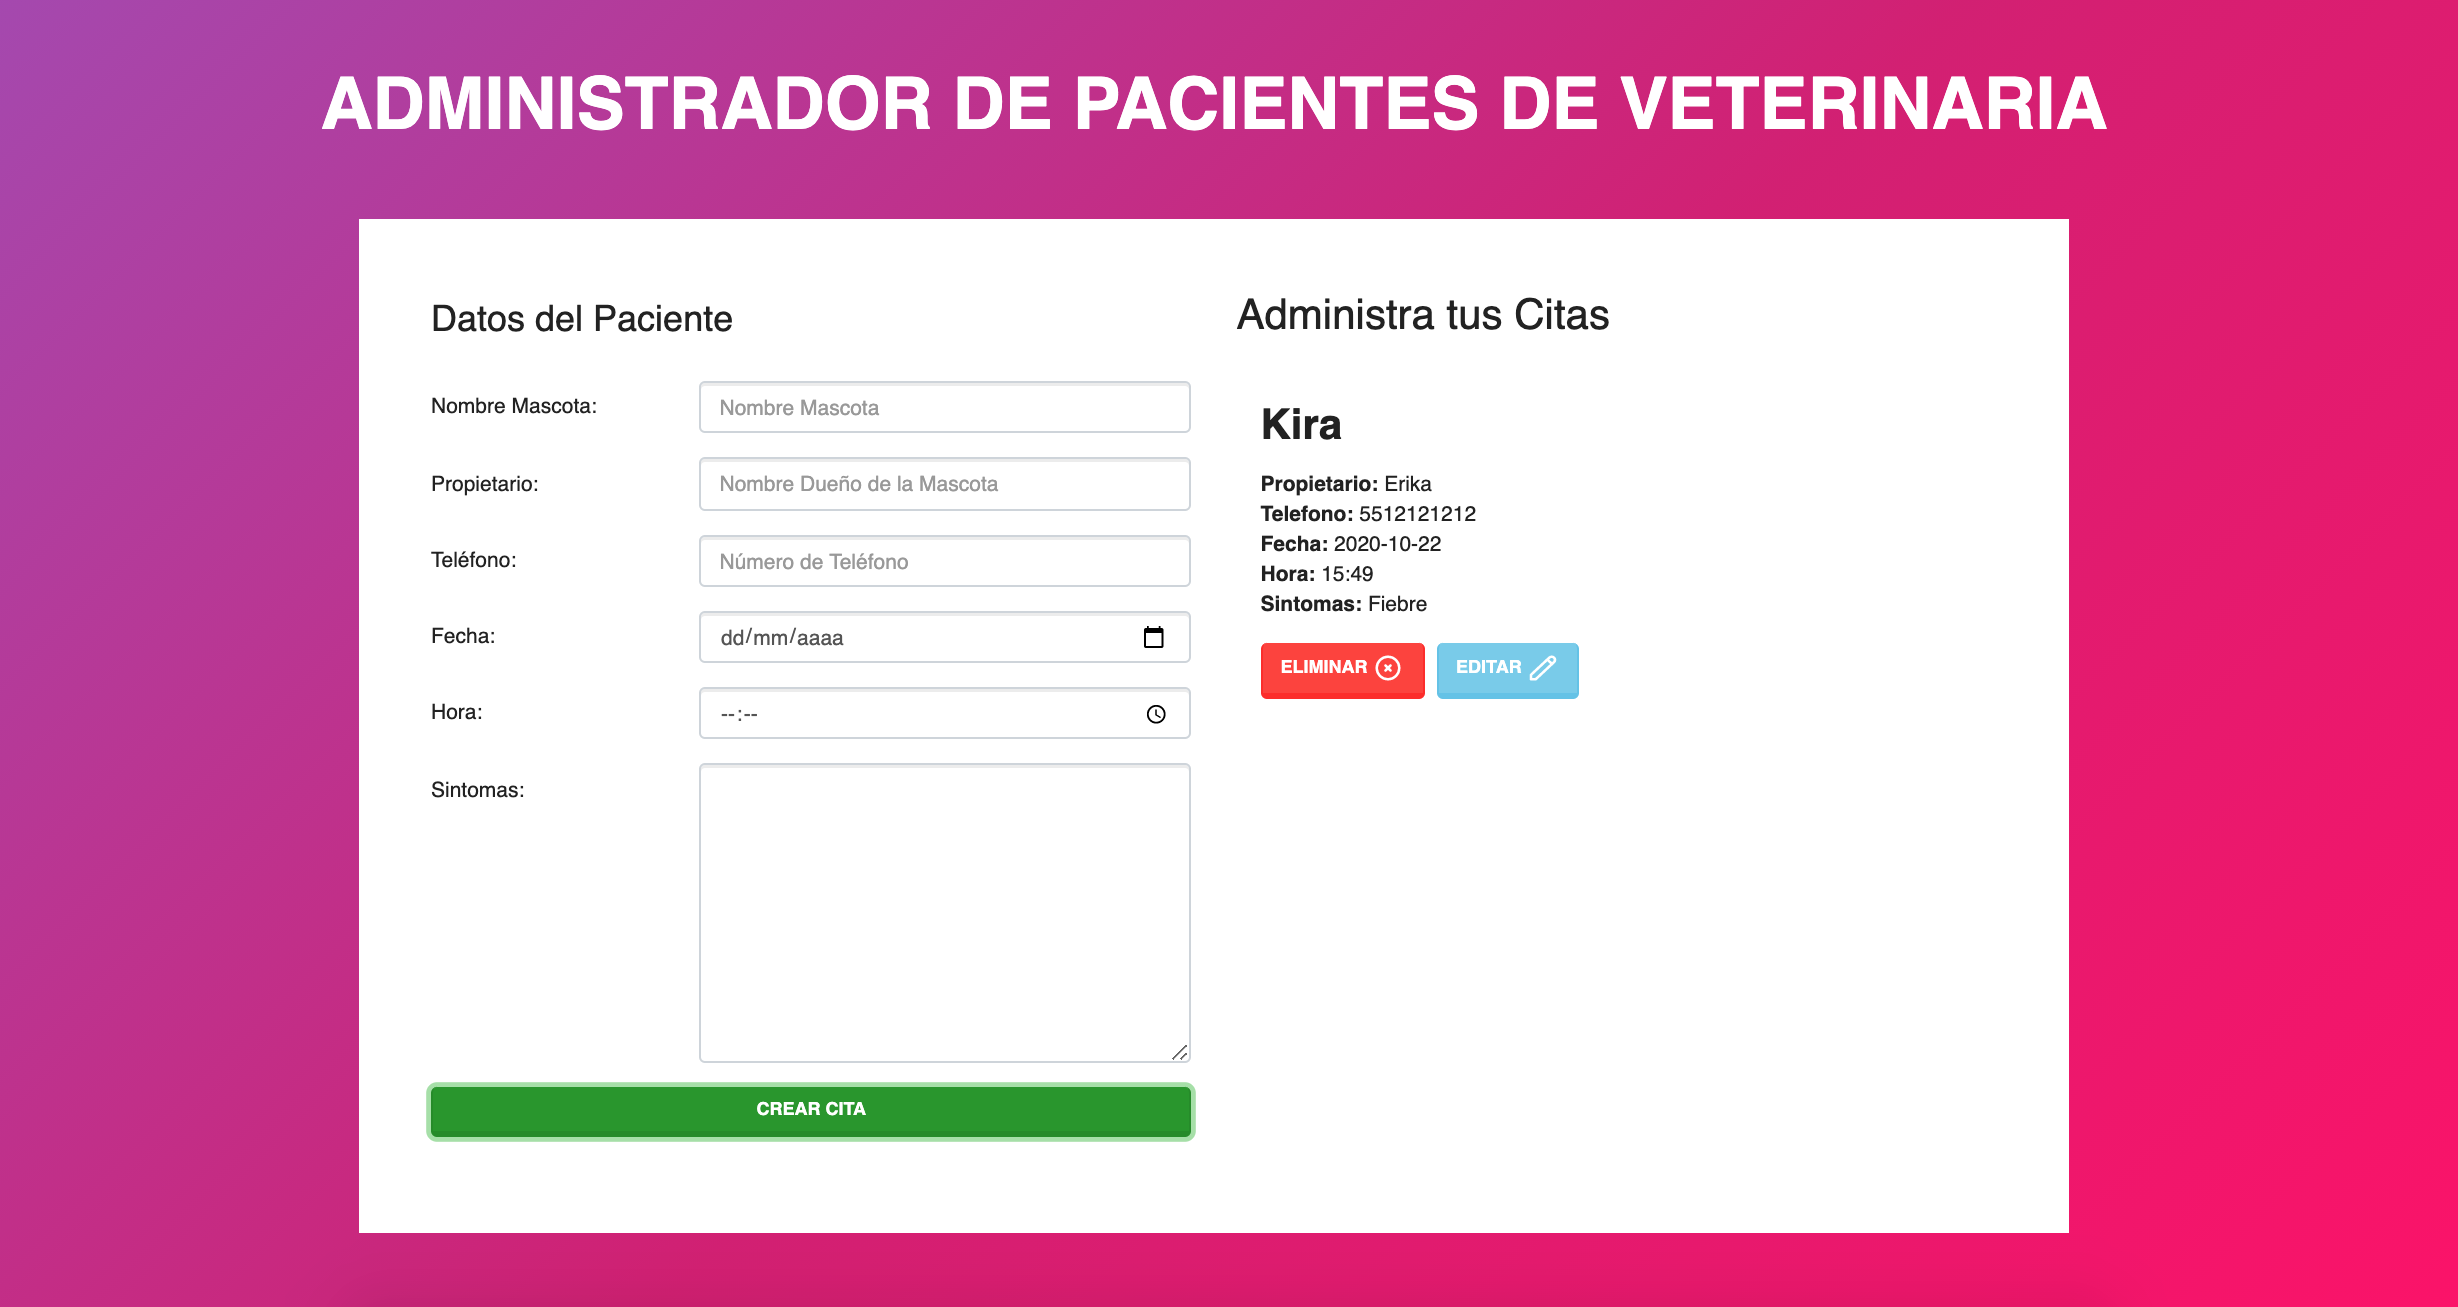 ADMINISTRADOR DE PACIENTES DE VETERINARIA
Datos del Paciente
Nombre Mascota:
Nombre Mascota
Propietario:
Nombre Dueño de la Mascota
Teléfono:
Número de Teléfono
Fecha:
dd/mm/aaaa
Hora:
--:--
Sintomas:
CREAR CITA
Administra tus Citas
Kira
Propietario: Erika
Telefono: 5512121212
Fecha: 2020-10-22
Hora: 15:49
Sintomas: Fiebre
ELIMINAR
EDITAR